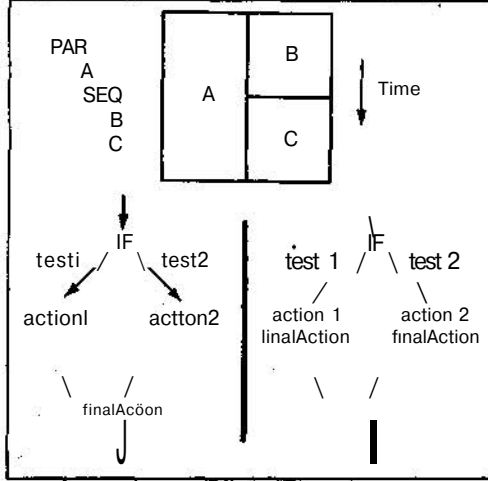 PAR
A
SEQ
B
C
A
B
C
Time
IF
testi
test2
actionl
actton2
finalAcöon
IF
test 1
test 2
action 1
action 2
linalAction
fınalAction